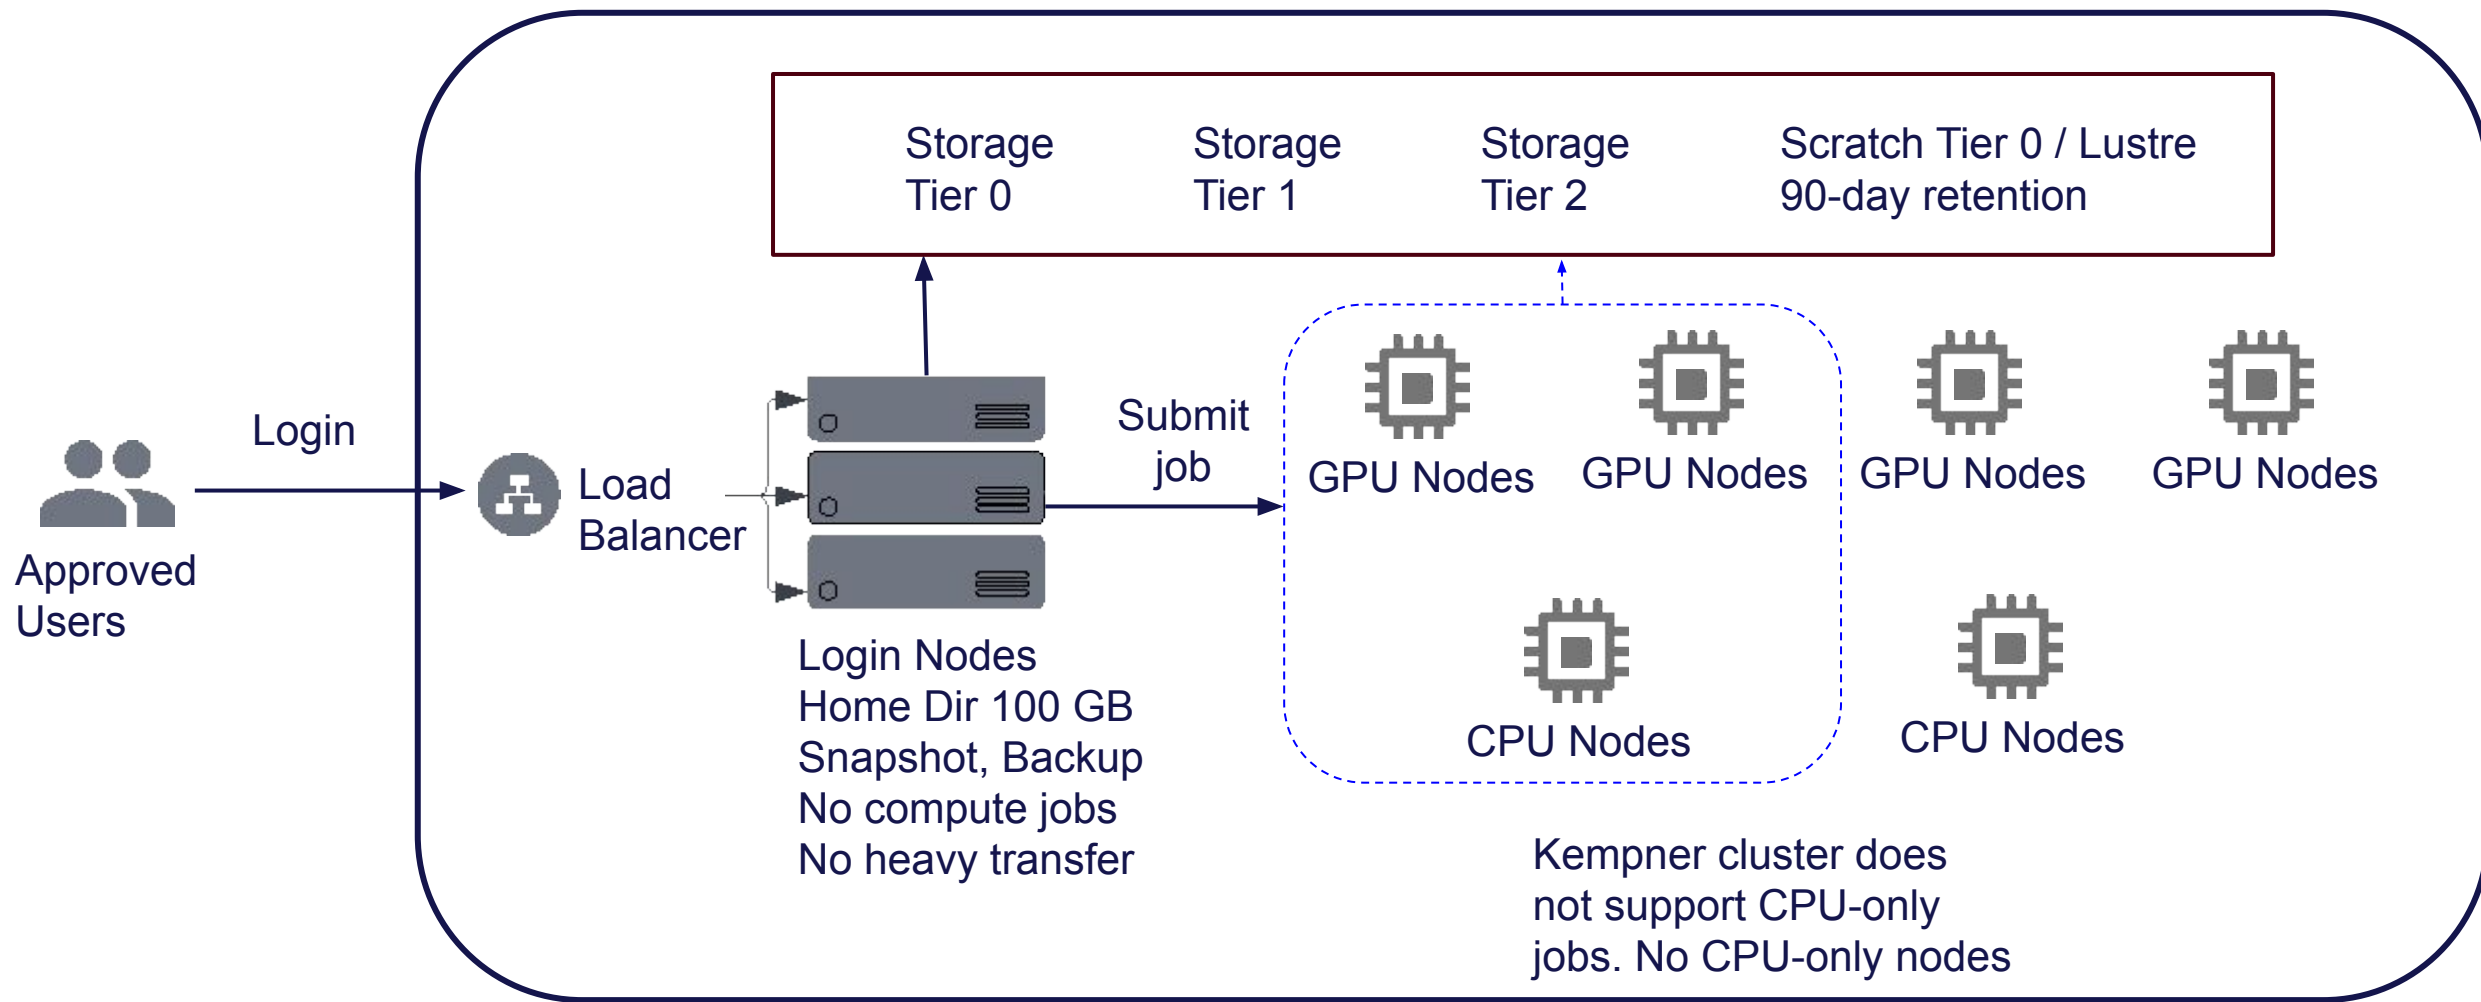 Storage
Tier 0
Storage
Tier 1
Storage
Tier 2
Scratch Tier 0 / Lustre
90-day retention
Approved
Users
Login
Load
Balancer
Login Nodes
Home Dir 100 GB
Snapshot, Backup
No compute jobs
No heavy transfer
Submit
job
GPU Nodes
GPU Nodes
GPU Nodes
GPU Nodes
CPU Nodes
CPU Nodes
Kempner cluster does
not support CPU-only
jobs. No CPU-only nodes